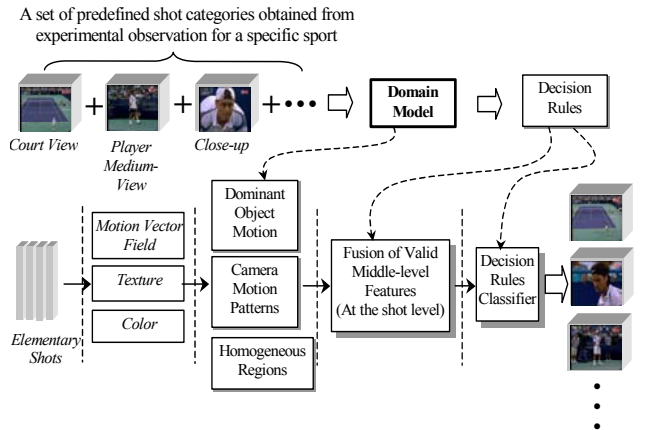 A set of predefined shot categories obtained from
experimental observation for a specific sport
Court View
Player
Medium-
View
Close-up
Domain
Model
Decision
Rules
Elementary
Shots
Motion Vector
Field
Texture
Color
Dominant
Object
Motion
Camera
Motion
Patterns
Homogeneous
Regions
Fusion of Valid
Middle-level
Features
(At the shot level)
Decision
Rules
Classifier